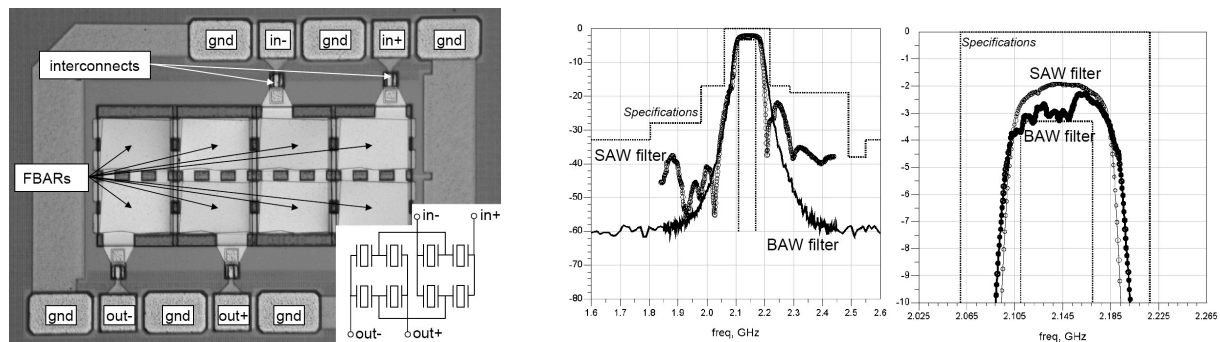 gnd
in-
gnd
in+
gnd
interconnects
FBARs
in-
in+
out-
out+
gnd
out-
gnd
out+
gnd
0
-10
-20
-30
-40
-50
-60
-70
-80
Specifications
SAW filter
BAW filter
1.6 1.7 1.8 1.9 2.0 2.1 2.2 2.3 2.4 2.5 2.6
freq, GHz
0
-1
-2
-3
-4
-5
-6
-7
-8
-9
-10
Specifications
SAW filter
BAW filter
2.025 2.065 2.105 2.145 2.185 2.225 2.265
freq, GHz